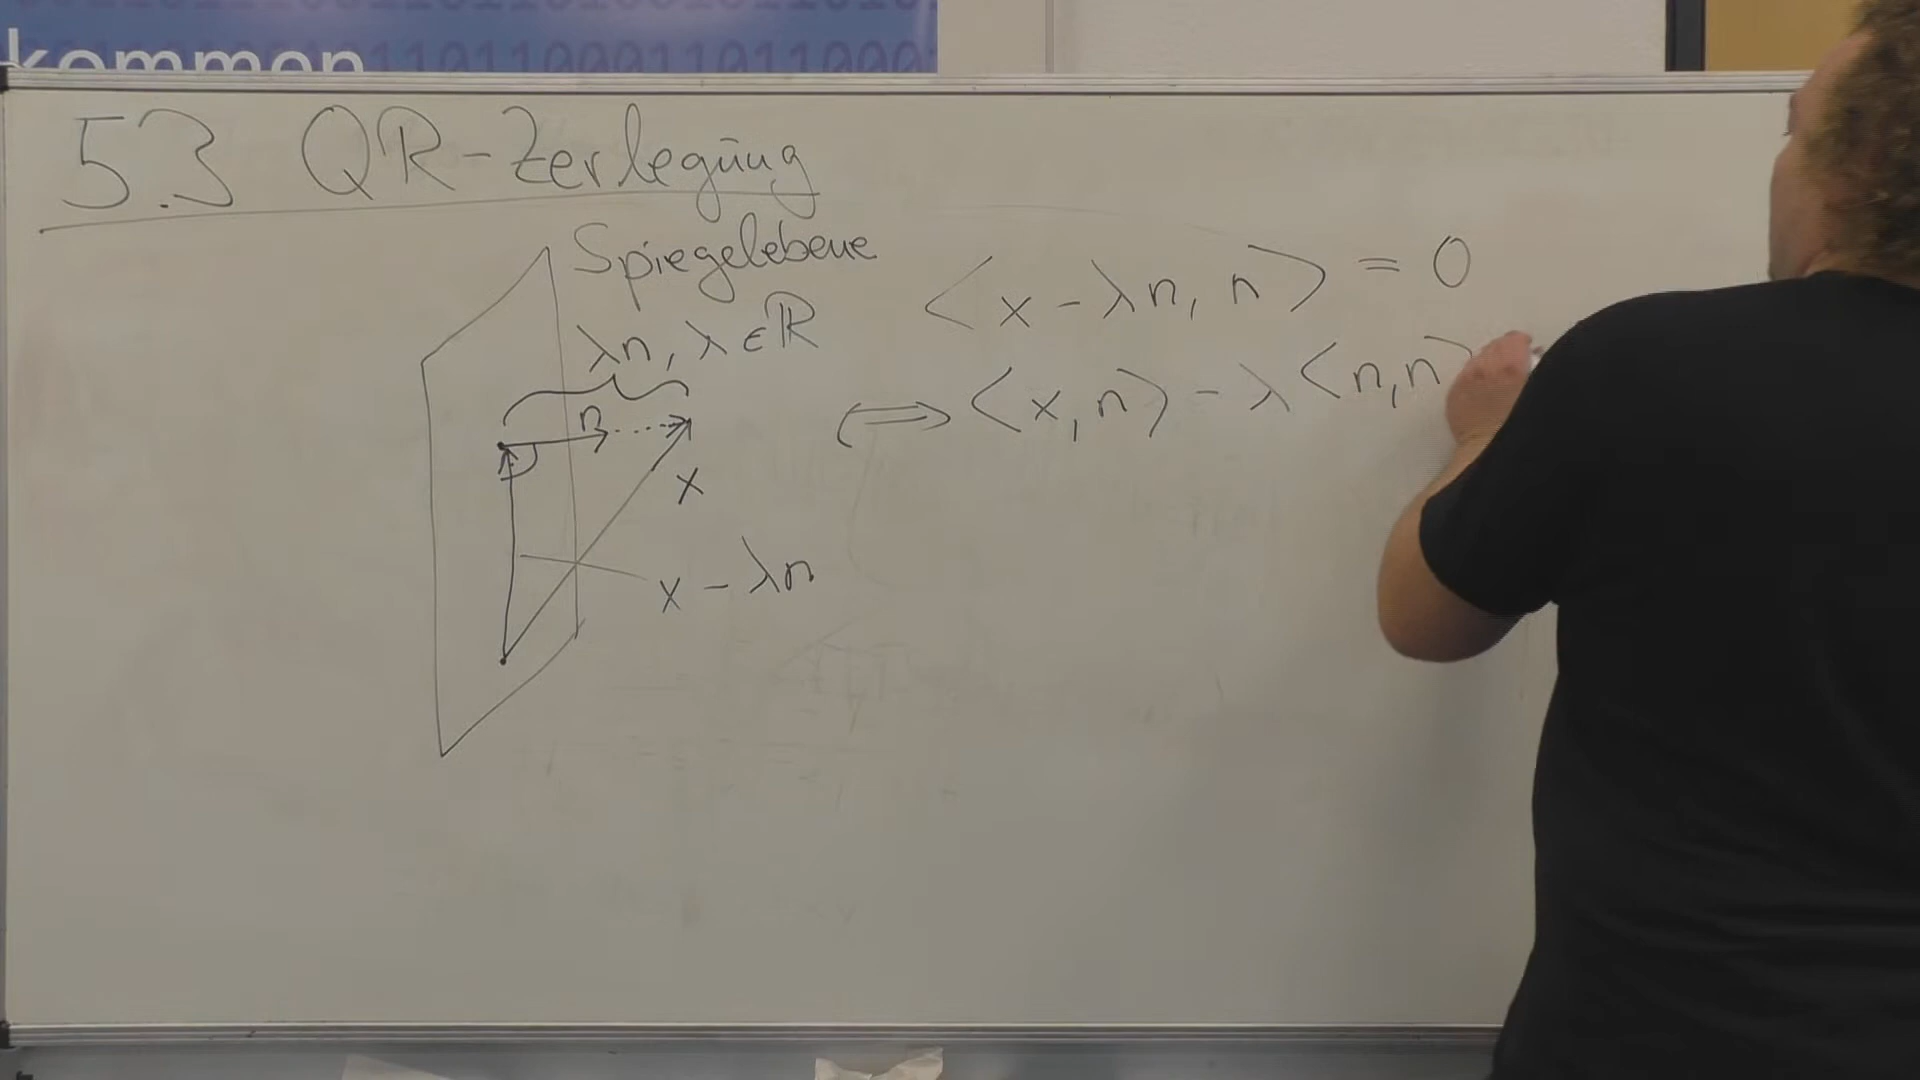 kommen
5.3 QR-Zerlegung
Spiegelebene
λn, λ∈ℝ
n
x
x - λn
<x - λn, n> = 0
⟺ <x, n> - λ<n,n>